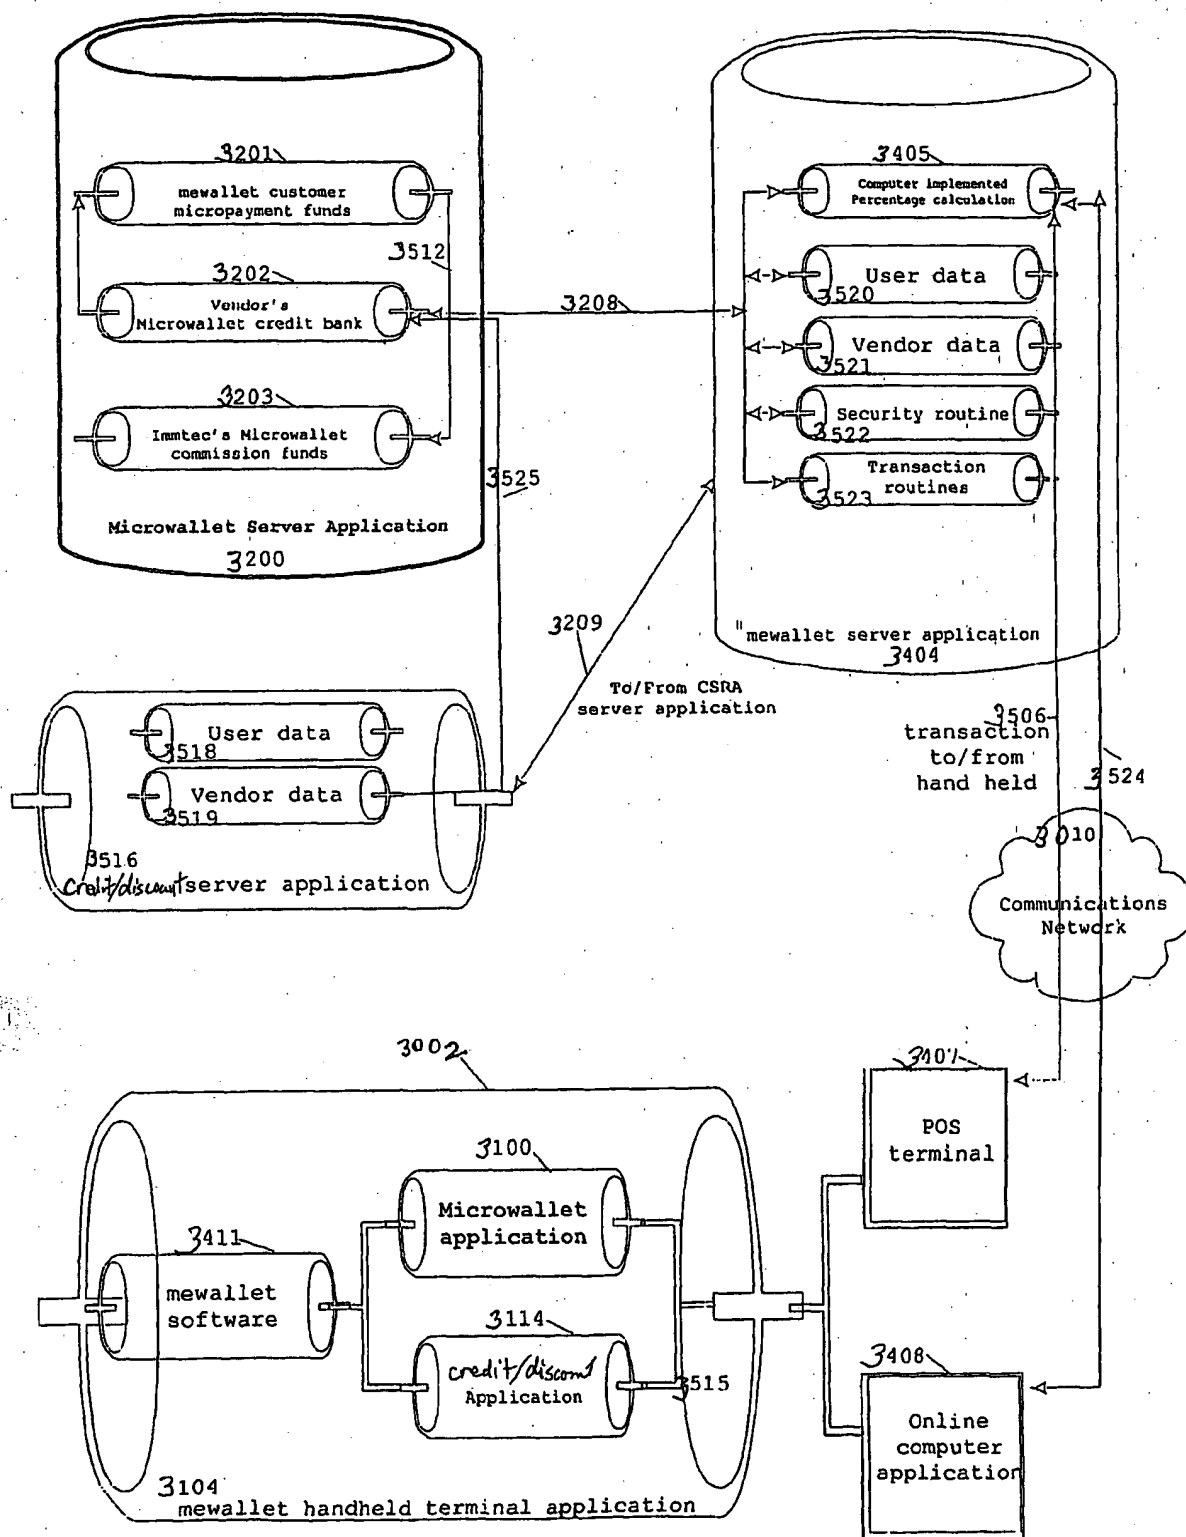 3201
mewallet customer
micropayment funds
3512
3202
Vendor's
Microwallet credit bank
3203
Immtec's Microwallet
commission funds
3525
Microwallet Server Application
3200
3208
3405
Computer implemented
Percentage calculation
User data
3520
Vendor data
3521
Security routine
3522
Transaction
routines
3523
"mewallet server application
3404
3209
To/From CSRA
server application
User data
3518
Vendor data
3519
3516
Credit/discount server application
3506
transaction
to/from
hand held
3524
3010
Communications
Network
3002
3100
Microwallet
application
3411
mewallet
software
3114
credit/discount
Application
3515
3104
mewallet handheld terminal application
3407
POS
terminal
3408
Online
computer
application